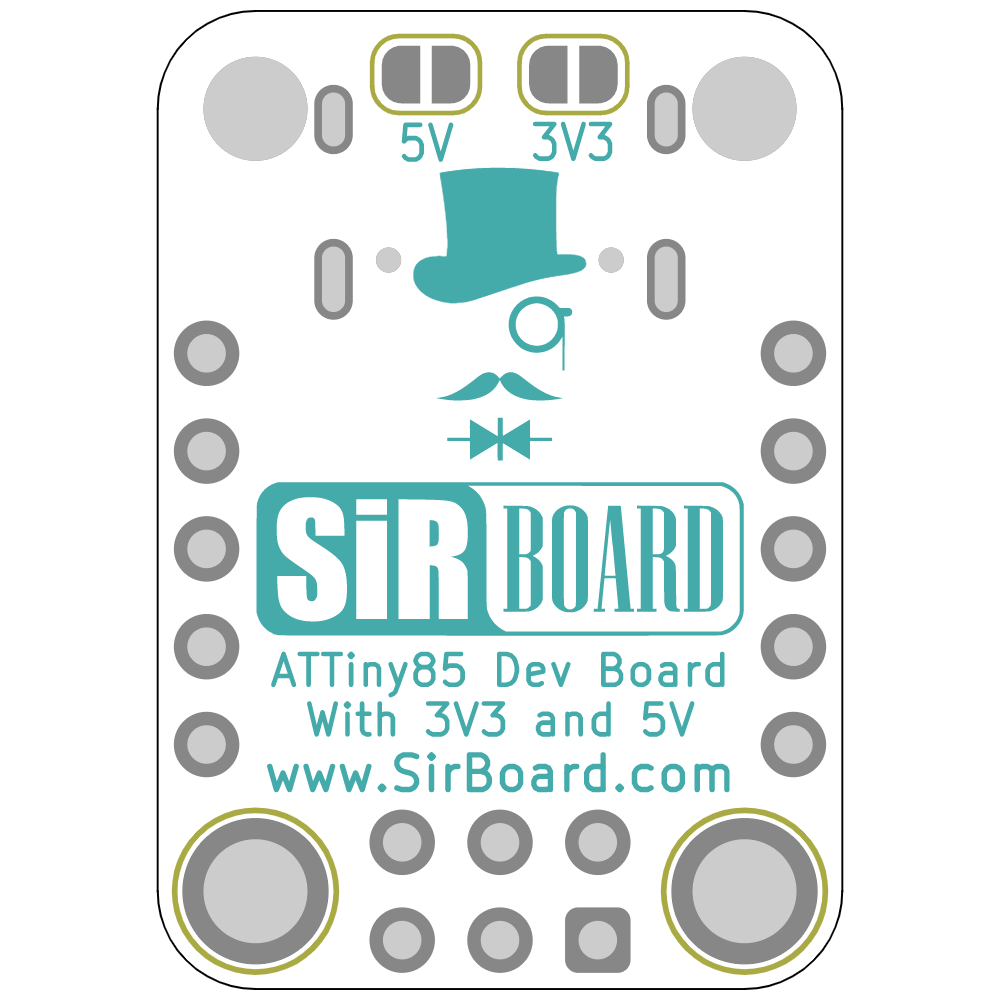 5V 3V3
SiR BOARD
ATTiny85 Dev Board
With 3V3 and 5V
www.SirBoard.com